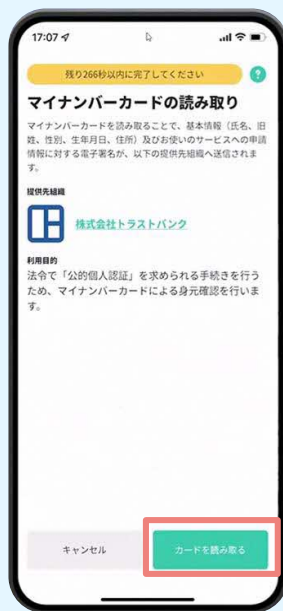 17:07
残り266秒以内に完了してください
?
マイナンバーカードの読み取り
マイナンバーカードを読み取ることで、基本情報（氏名、旧
姓、性別、生年月日、住所）及びお使いのサービスへの申請
情報に対する電子署名が、以下の提供先組織へ送信されま
す。
提供先組織
株式会社トラストバンク
利用目的
法令で「公的個人認証」を求められる手続きを行う
ため、マイナンバーカードによる身元確認を行いま
す。
キャンセル
カードを読み取る